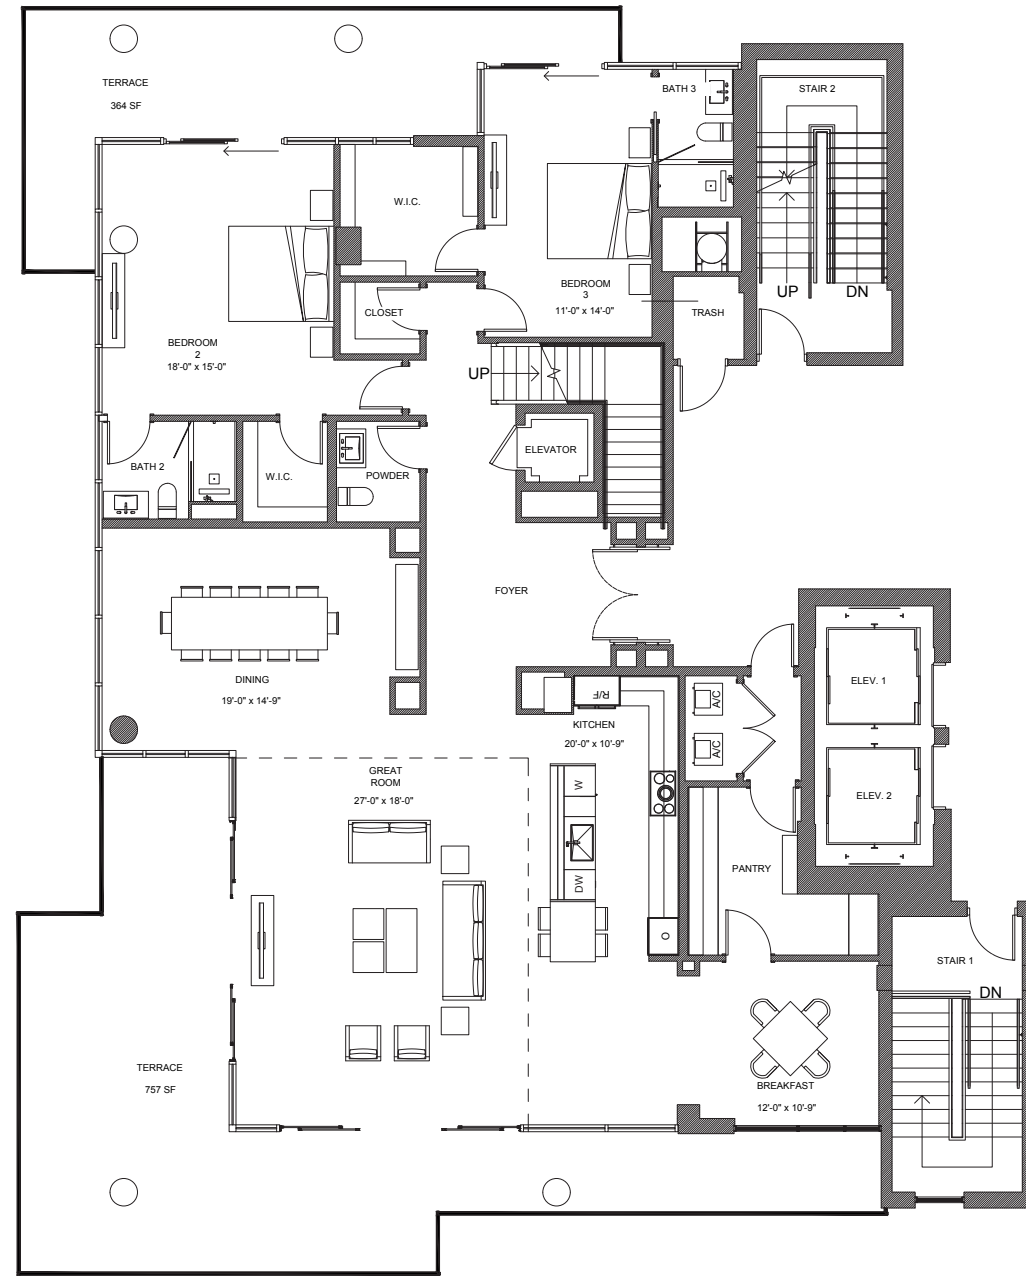 TERRACE
364 SF
BATH 3
STAIR 2
W.I.C.
BEDROOM
3
11'-0" x 14'-0"
UP
DN
CLOSET
TRASH
BEDROOM
2
18'-0" x 15'-0"
UP
ELEVATOR
BATH 2
W.I.C.
POWDER
FOYER
DINING
19'-0" x 14'-9"
ELEV. 1
R/F
A/C
KITCHEN
20'-0" x 10'-9"
A/C
GREAT
ROOM
27'-0" x 18'-0"
W
ELEV. 2
PANTRY
DW
STAIR 1
DN
TERRACE
757 SF
BREAKFAST
12'-0" x 10'-9"